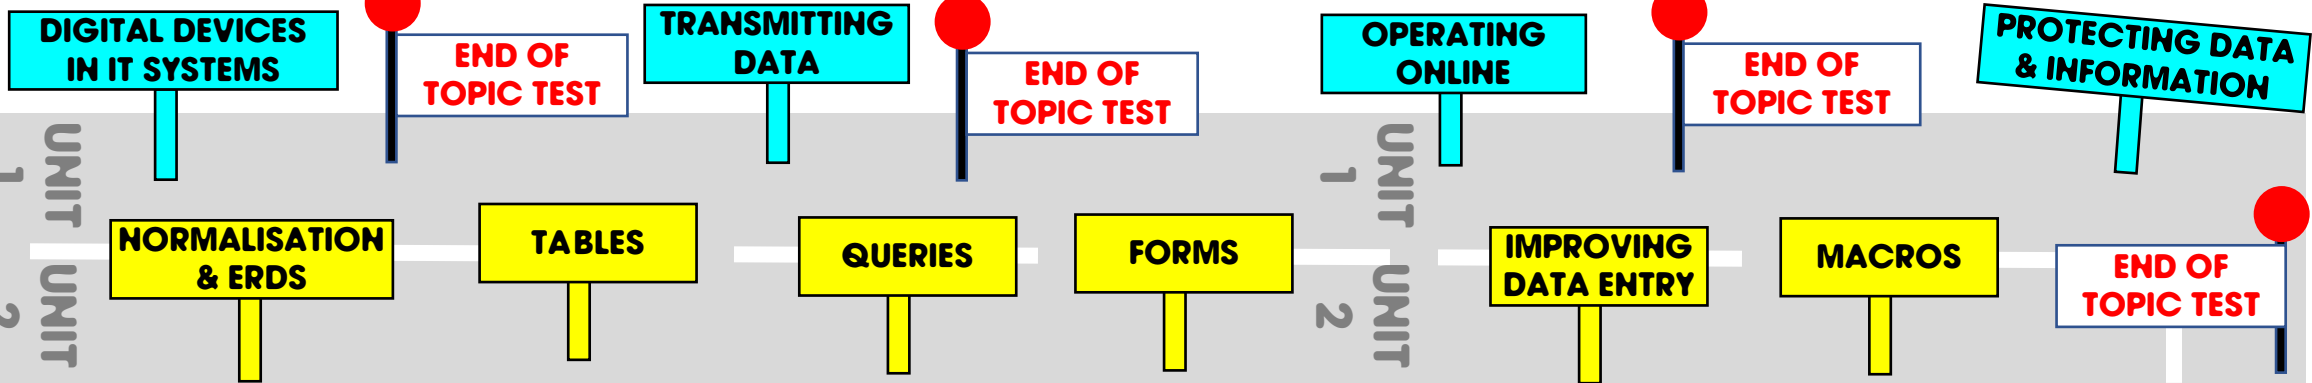 DIGITAL DEVICES
IN IT SYSTEMS
END OF
TOPIC TEST
TRANSMITTING
DATA
END OF
TOPIC TEST
OPERATING
ONLINE
END OF
TOPIC TEST
PROTECTING DATA
& INFORMATION
UNIT
1
UNIT
1
NORMALISATION
& ERDS
TABLES
QUERIES
FORMS
IMPROVING
DATA ENTRY
MACROS
END OF
TOPIC TEST
UNIT
2
UNIT
2